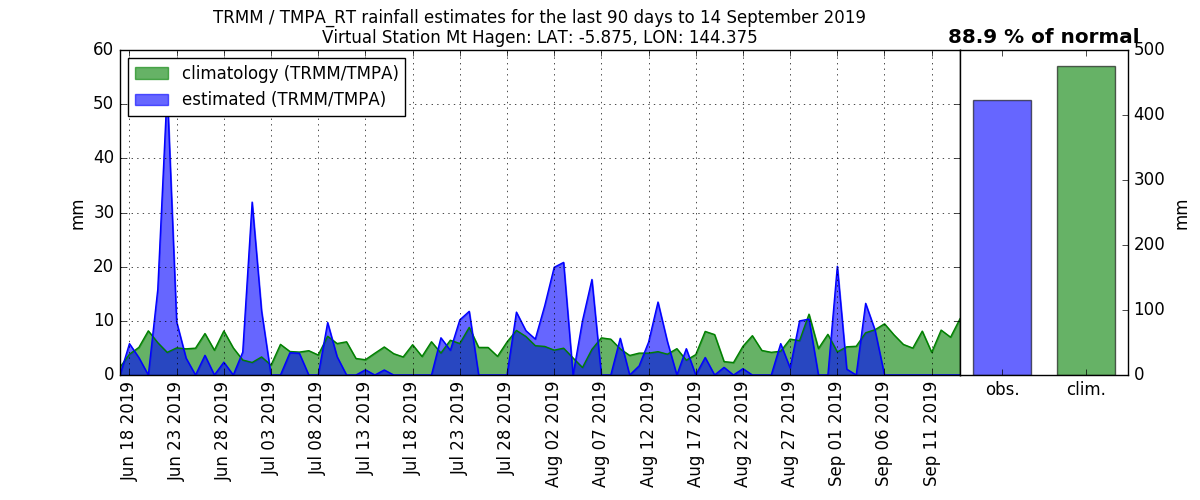 TRMM / TMPA_RT rainfall estimates for the last 90 days to 14 September 2019
Virtual Station Mt Hagen: LAT: -5.875, LON: 144.375
88.9 % of normal
climatology (TRMM/TMPA)
estimated (TRMM/TMPA)
60
50
40
30
20
10
0
mm
Jun 18 2019
Jun 23 2019
Jun 28 2019
Jul 03 2019
Jul 08 2019
Jul 13 2019
Jul 18 2019
Jul 23 2019
Jul 28 2019
Aug 02 2019
Aug 07 2019
Aug 12 2019
Aug 17 2019
Aug 22 2019
Aug 27 2019
Sep 01 2019
Sep 06 2019
Sep 11 2019
500
400
300
200
100
0
mm
obs.
clim.